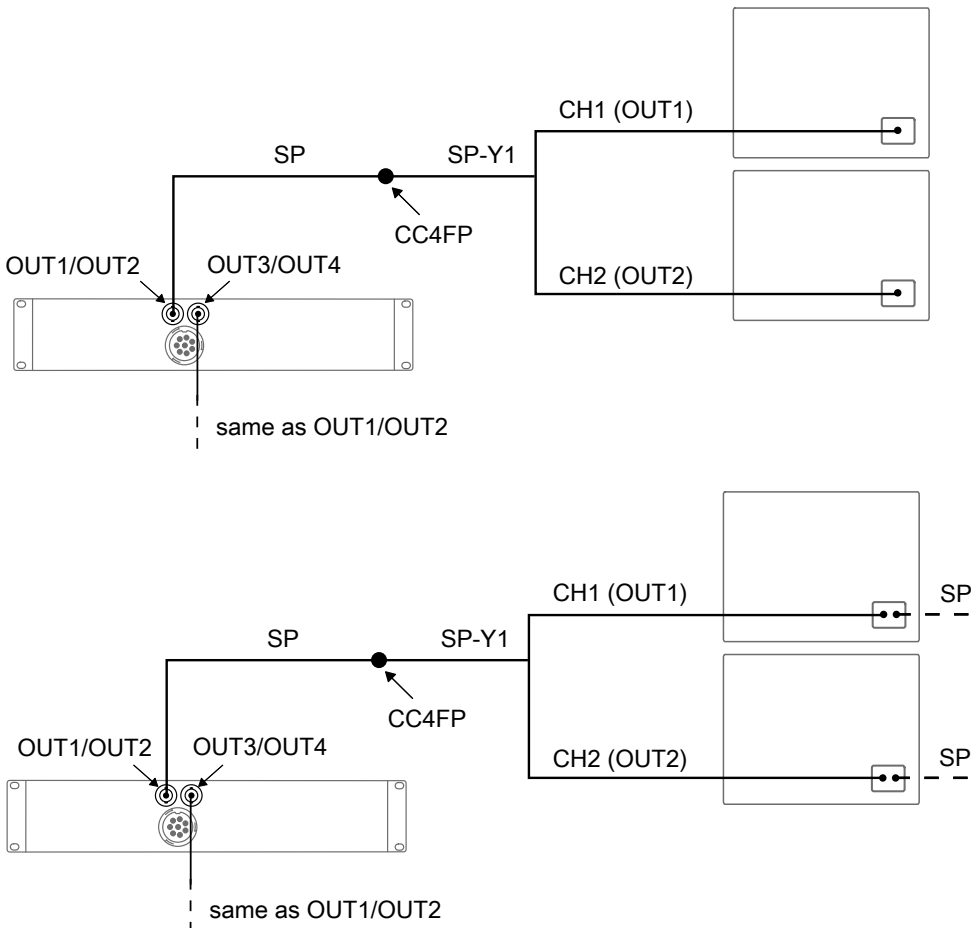 CH1 (OUT1)
SP
SP-Y1
CC4FP
OUT1/OUT2
OUT3/OUT4
CH2 (OUT2)
same as OUT1/OUT2
CH1 (OUT1)
SP
SP
SP-Y1
CC4FP
OUT1/OUT2
OUT3/OUT4
CH2 (OUT2)
SP
same as OUT1/OUT2